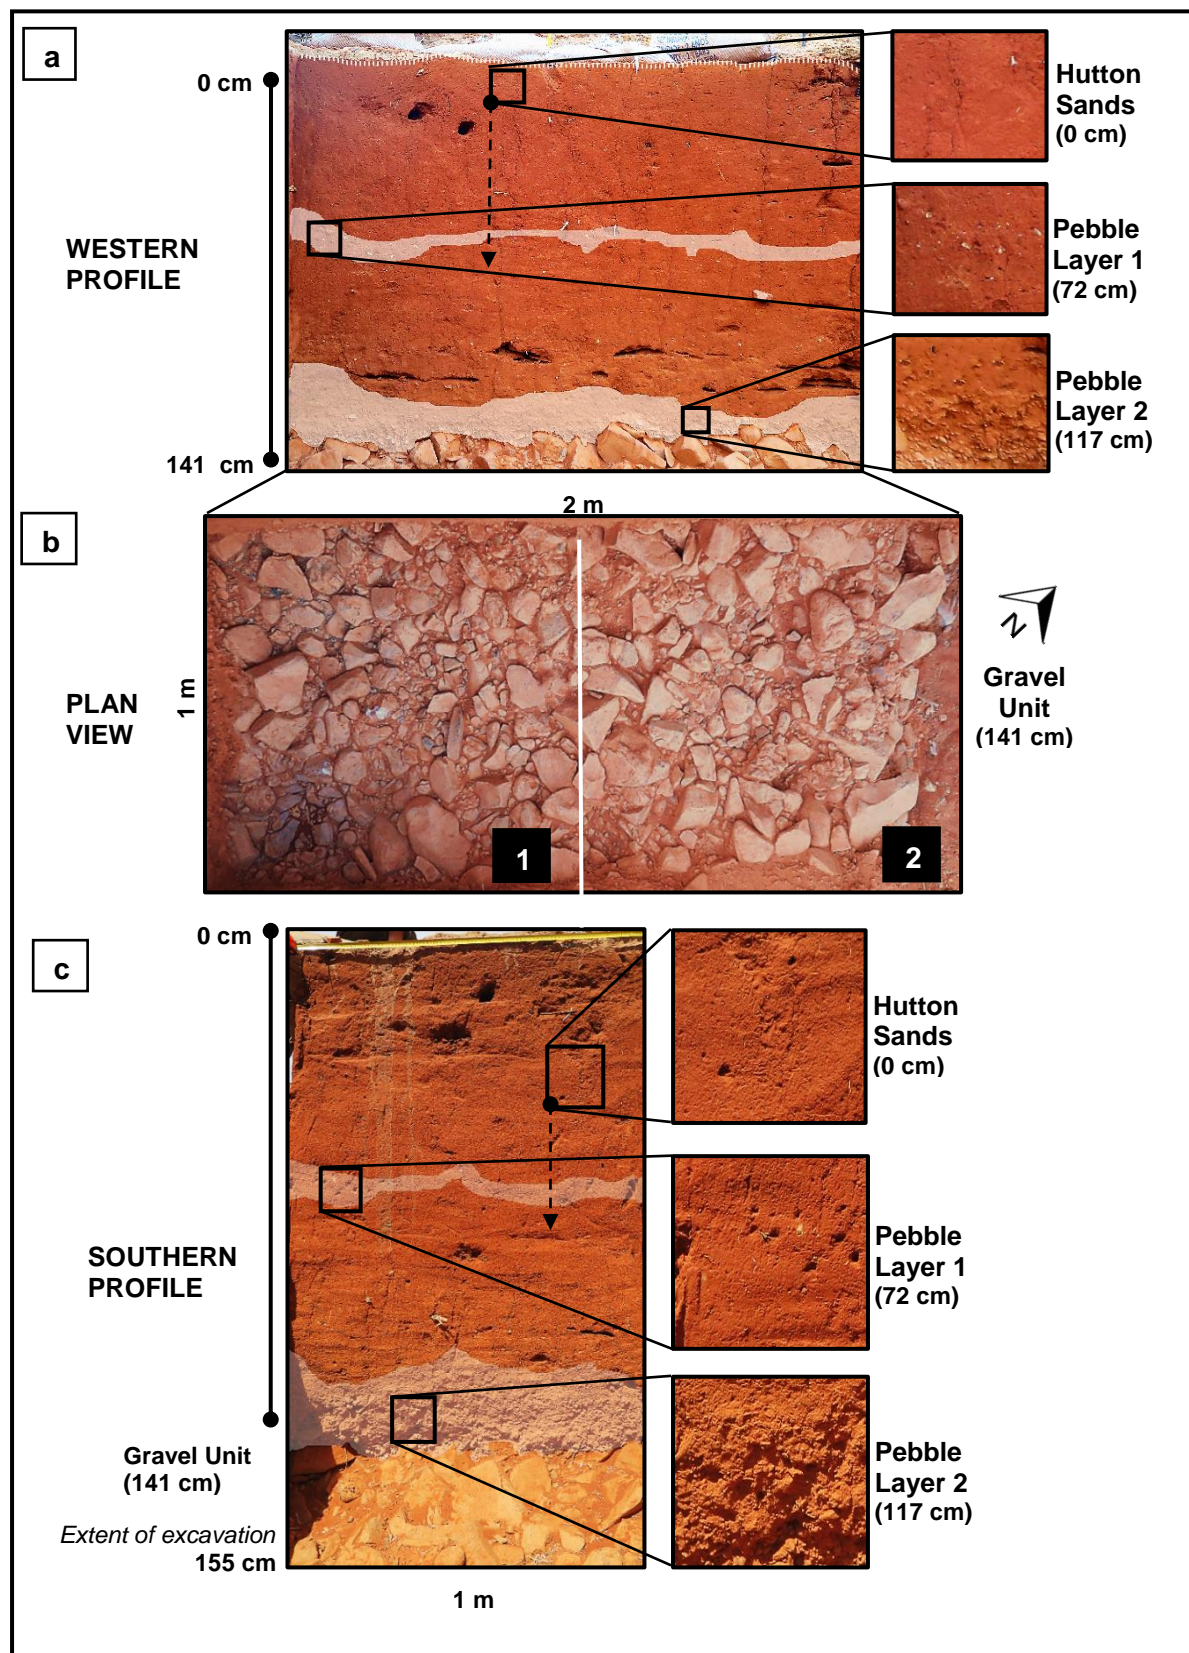 a
0 cm
Hutton
Sands
(0 cm)
WESTERN
PROFILE
Pebble
Layer 1
(72 cm)
Pebble
Layer 2
(117 cm)
141 cm
2 m
b
1 m
PLAN
VIEW
N
Gravel
Unit
(141 cm)
1
2
c
0 cm
Hutton
Sands
(0 cm)
SOUTHERN
PROFILE
Pebble
Layer 1
(72 cm)
Gravel Unit
(141 cm)
Pebble
Layer 2
(117 cm)
Extent of excavation
155 cm
1 m